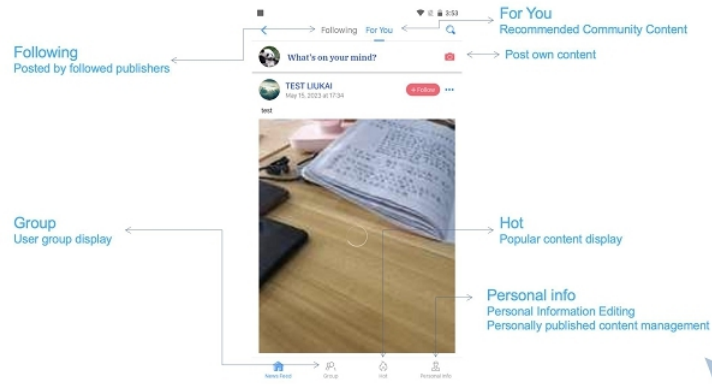 3:53
Following For You
What's on your mind?
TEST LIUKAI
May 15, 2023 at 17:34
+ Follow
test
News Feed Group Hot Personal info
Following
Posted by followed publishers
Group
User group display
For You
Recommended Community Content
Post own content
Hot
Popular content display
Personal info
Personal Information Editing
Personally published content management